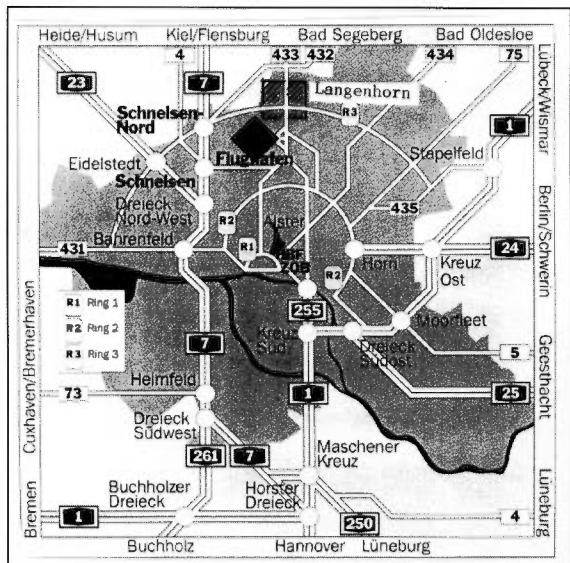 Heide/Husum Kiel/Flensburg Bad Segeberg Bad Oldesloe
4 433 432 434 75
23 7
Langenhorn
Lübeck/Wismar
Schnelsen-
Nord
R3
1
Eidelstedt
Flughafen
Stapelfeld
Schnelsen
Dreieck
Nord-West
R2
Alster
435
Berlin/Schwerin
431
Bahrenfeld
R1
HBF
ZOB
R2
Horn
Kreuz
Ost
24
R1 Ring 1
R2 Ring 2
R3 Ring 3
255
Moorfleet
Kreuz
Süd
Dreieck
Südost
7
5
Geesthacht
Cuxhaven/Bremerhaven
73
Heimfeld
1
25
Dreieck
Südwest
261
7
Maschener
Kreuz
Buchholzer
Dreieck
Horster
Dreieck
Bremen
1
250
4
Lüneburg
Buchholz Hannover Lüneburg